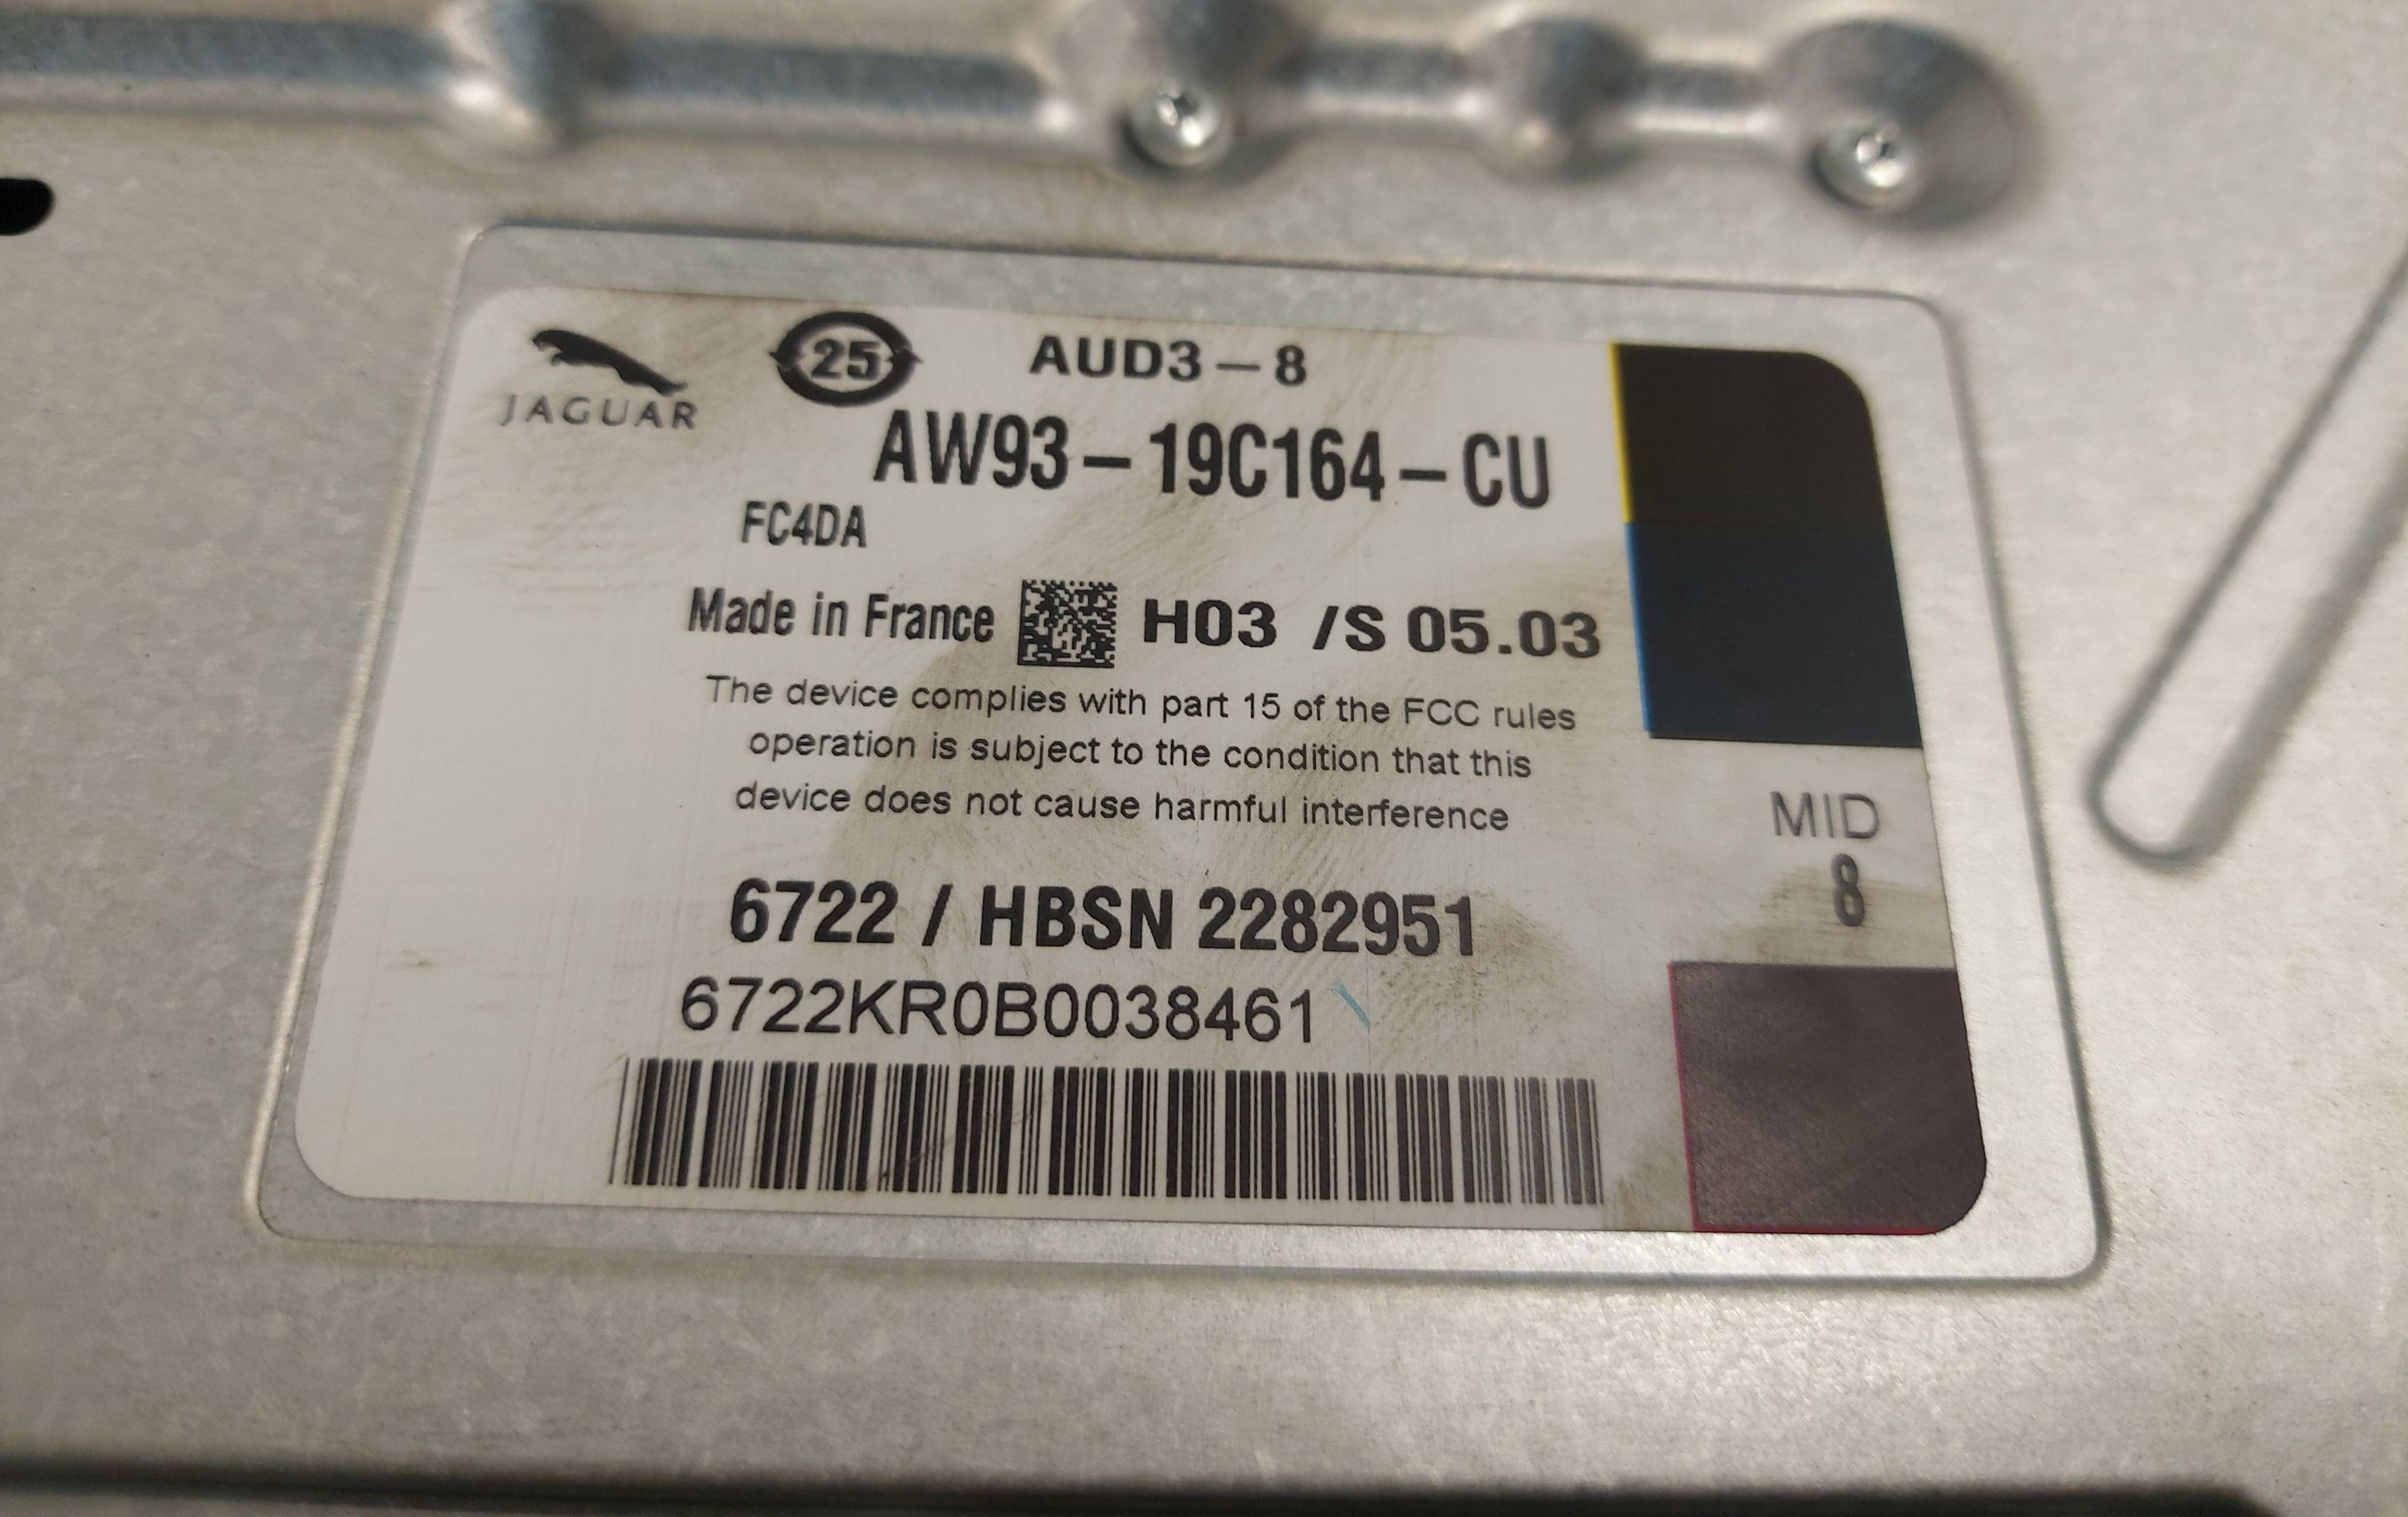 JAGUAR
25
AUD3-8
AW93-19C164-CU
FC4DA
Made in France H03 /S 05.03
The device complies with part 15 of the FCC rules
operation is subject to the condition that this
device does not cause harmful interference
MID
8
6722 / HBSN 2282951
6722KR0B0038461